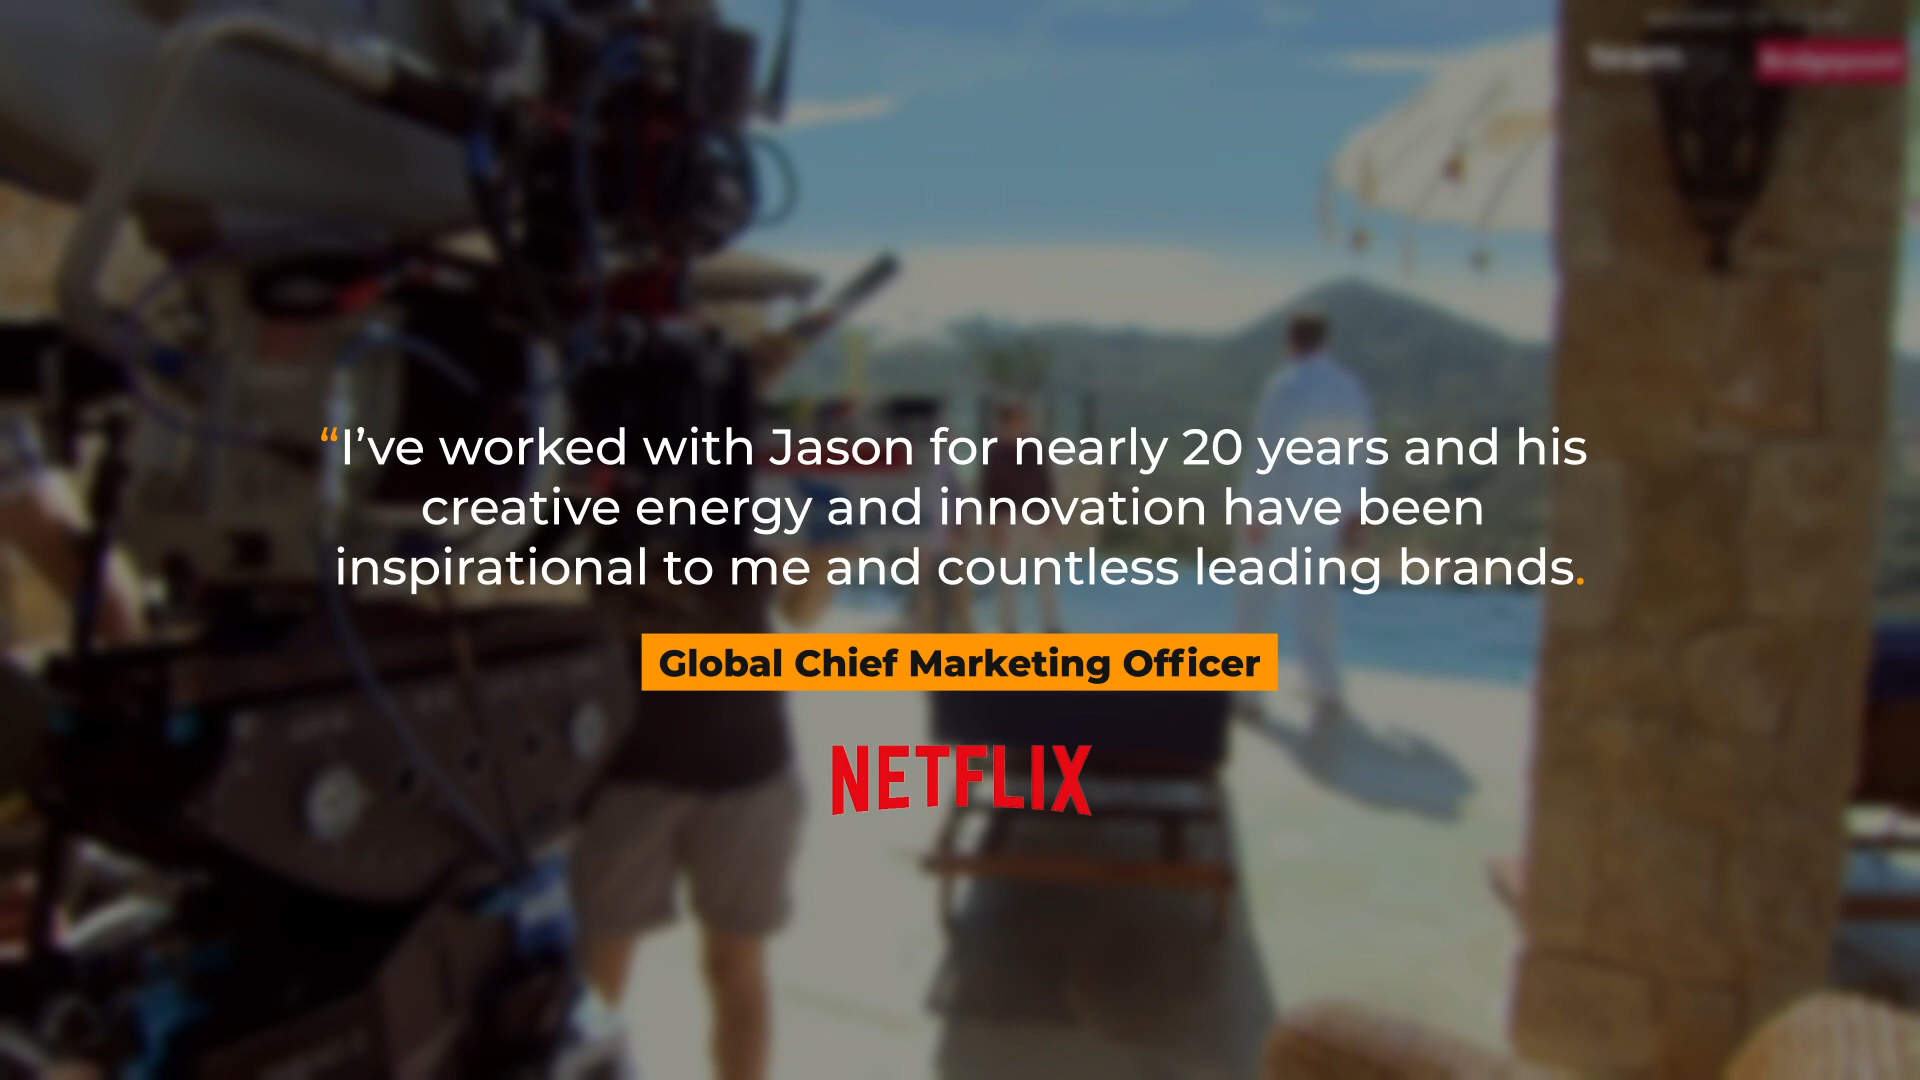 “I’ve worked with Jason for nearly 20 years and his
creative energy and innovation have been
inspirational to me and countless leading brands.
Global Chief Marketing Officer
NETFLIX